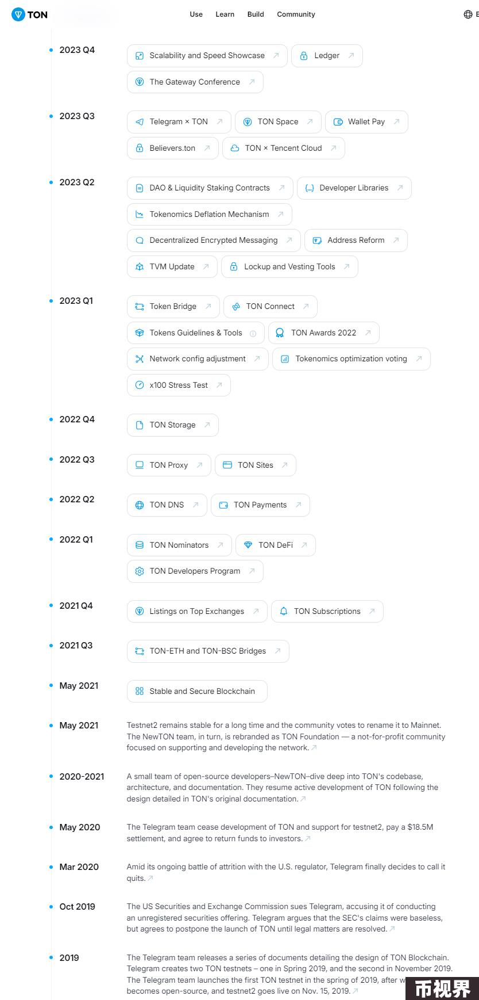 TON Use Learn Build Community E
2023 Q4 Scalability and Speed Showcase Ledger
The Gateway Conference
2023 Q3 Telegram × TON TON Space Wallet Pay
Believers.ton TON × Tencent Cloud
2023 Q2 DAO & Liquidity Staking Contracts Developer Libraries
Tokenomics Deflation Mechanism
Decentralized Encrypted Messaging Address Reform
TVM Update Lockup and Vesting Tools
2023 Q1 Token Bridge TON Connect
Tokens Guidelines & Tools TON Awards 2022
Network config adjustment Tokenomics optimization voting
x100 Stress Test
2022 Q4 TON Storage
2022 Q3 TON Proxy TON Sites
2022 Q2 TON DNS TON Payments
2022 Q1 TON Nominators TON DeFi
TON Developers Program
2021 Q4 Listings on Top Exchanges TON Subscriptions
2021 Q3 TON-ETH and TON-BSC Bridges
May 2021 Stable and Secure Blockchain
May 2021 Testnet2 remains stable for a long time and the community votes to rename it to Mainnet.
The NewTON team, in turn, is rebranded as TON Foundation — a not-for-profit community
focused on supporting and developing the network.
2020-2021 A small team of open-source developers–NewTON–dive deep into TON's codebase,
architecture, and documentation. They resume active development of TON following the
design detailed in TON's original documentation.
May 2020 The Telegram team cease development of TON and support for testnet2, pay a $18.5M
settlement, and agree to return funds to investors.
Mar 2020 Amid its ongoing battle of attrition with the U.S. regulator, Telegram finally decides to call it
quits.
Oct 2019 The US Securities and Exchange Commission sues Telegram, accusing it of conducting
an unregistered securities offering. Telegram argues that the SEC's claims were baseless,
but agrees to postpone the launch of TON until legal matters are resolved.
2019 The Telegram team releases a series of documents detailing the design of TON Blockchain.
Telegram creates two TON testnets – one in Spring 2019, and the second in November 2019.
The Telegram team launches the first TON testnet in the spring of 2019, after w
becomes open-source, and testnet2 goes live on Nov. 15, 2019.
币视界